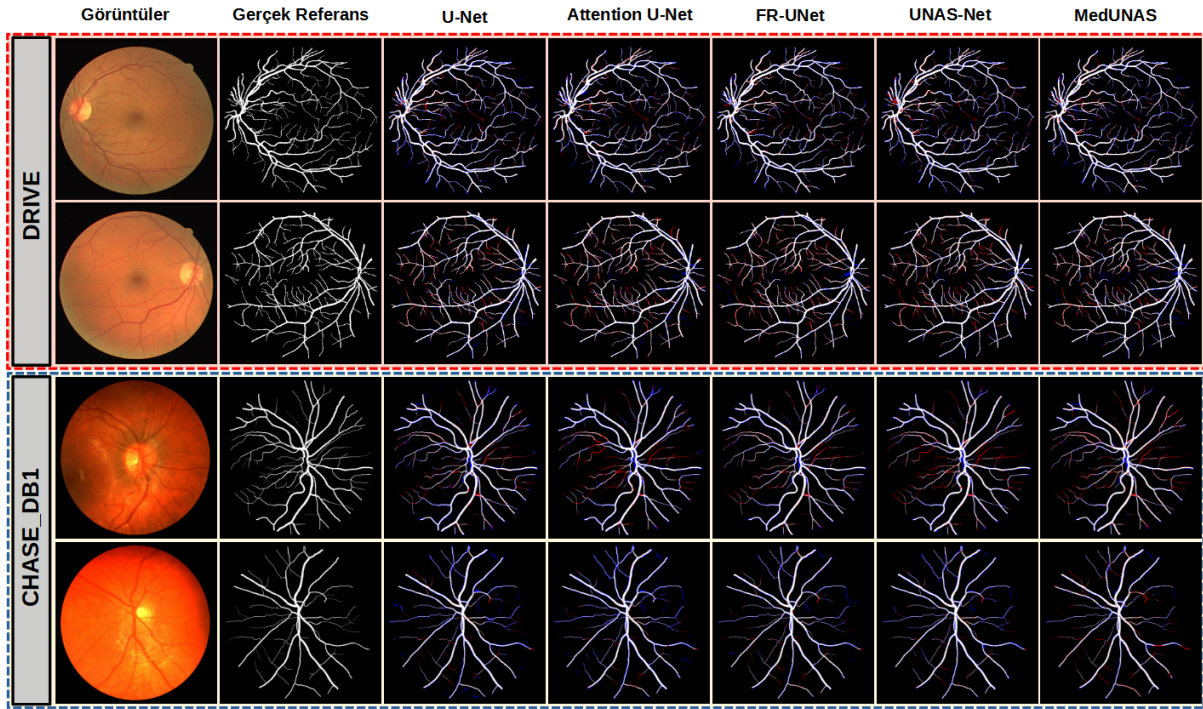 Görüntüler
Gerçek Referans
U-Net
Attention U-Net
FR-UNet
UNAS-Net
MedUNAS
DRIVE
CHASE_DB1